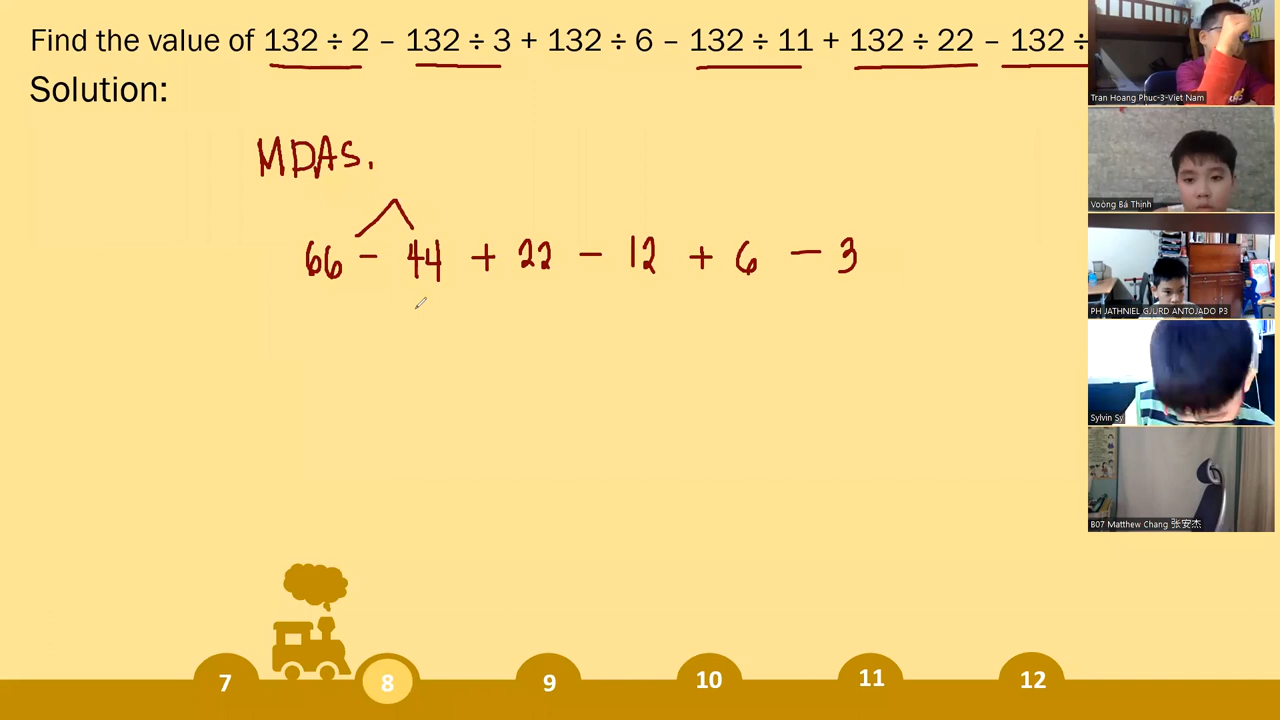 Find the value of 132 ÷ 2 – 132 ÷ 3 + 132 ÷ 6 – 132 ÷ 11 + 132 ÷ 22 – 132 ÷
Solution:
MDAS.
66 – 44 + 22 – 12 + 6 – 3
Tran Hoang Phuc-3-Viet Nam
Voòng Bá Thịnh
PH JATHNIEL GJURD ANTOJADO P3
Sylvin Sy
B07 Matthew Chang 张安杰
7 8 9 10 11 12